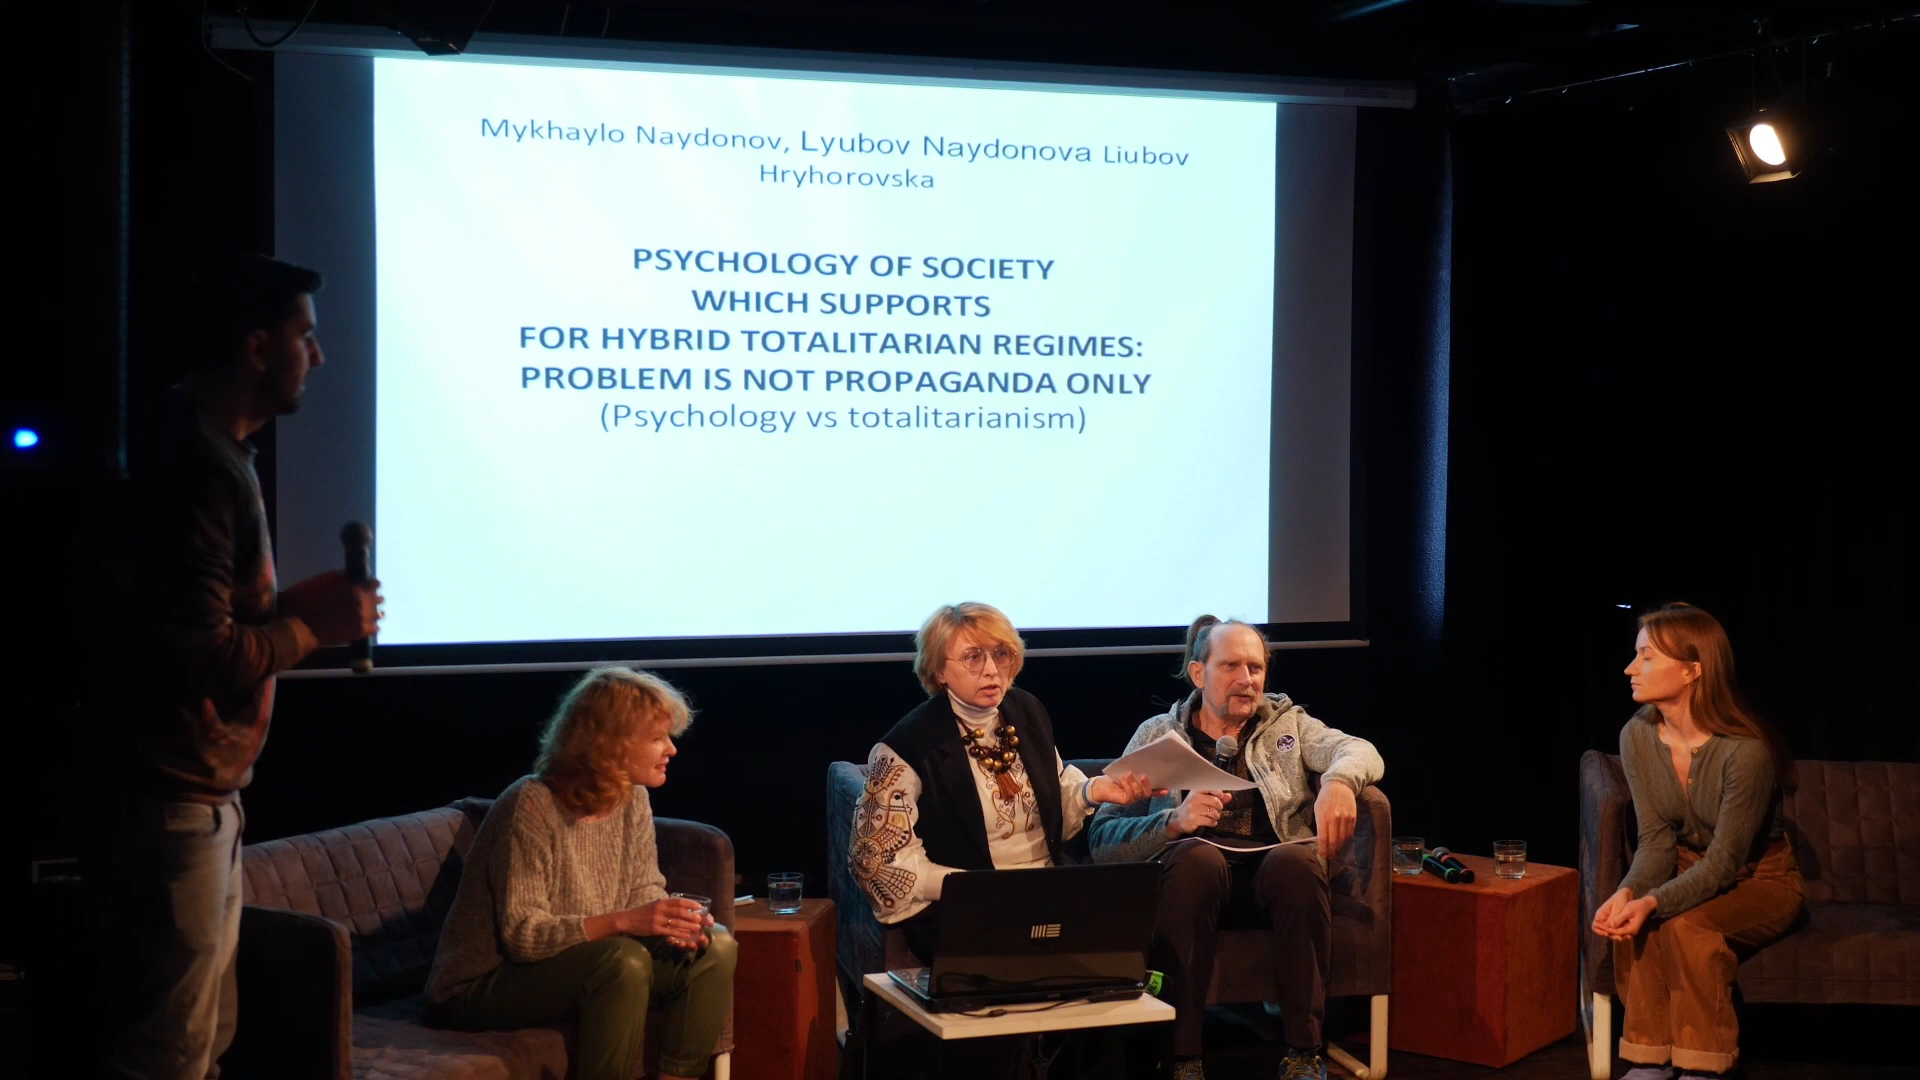 Mykhaylo Naydonov, Lyubov Naydonova Liubov
Hryhorovska
PSYCHOLOGY OF SOCIETY
WHICH SUPPORTS
FOR HYBRID TOTALITARIAN REGIMES:
PROBLEM IS NOT PROPAGANDA ONLY
(Psychology vs totalitarianism)